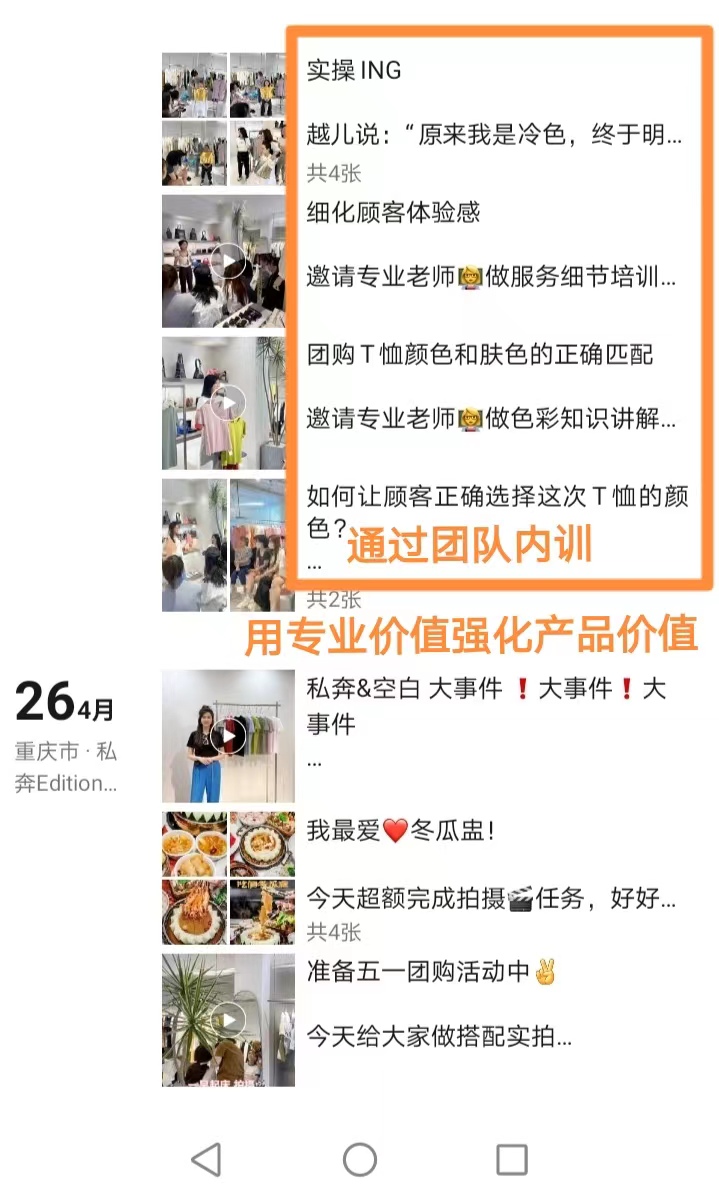 实操 ING
越儿说：“原来我是冷色，终于明...
共4张
细化顾客体验感
邀请专业老师👩‍🏫做服务细节培训...
团购T恤颜色和肤色的正确匹配
邀请专业老师👩‍🏫做色彩知识讲解...
如何让顾客正确选择这次T恤的颜
色？
...
通过团队内训
共2张
用专业价值强化产品价值
26 4月
重庆市 · 私
奔Edition...
私奔&空白 大事件❗大事件❗大
事件
...
我最爱❤️冬瓜盅！
今天超额完成拍摄🎬任务，好好...
共4张
准备五一团购活动中✌️
今天给大家做搭配实拍...